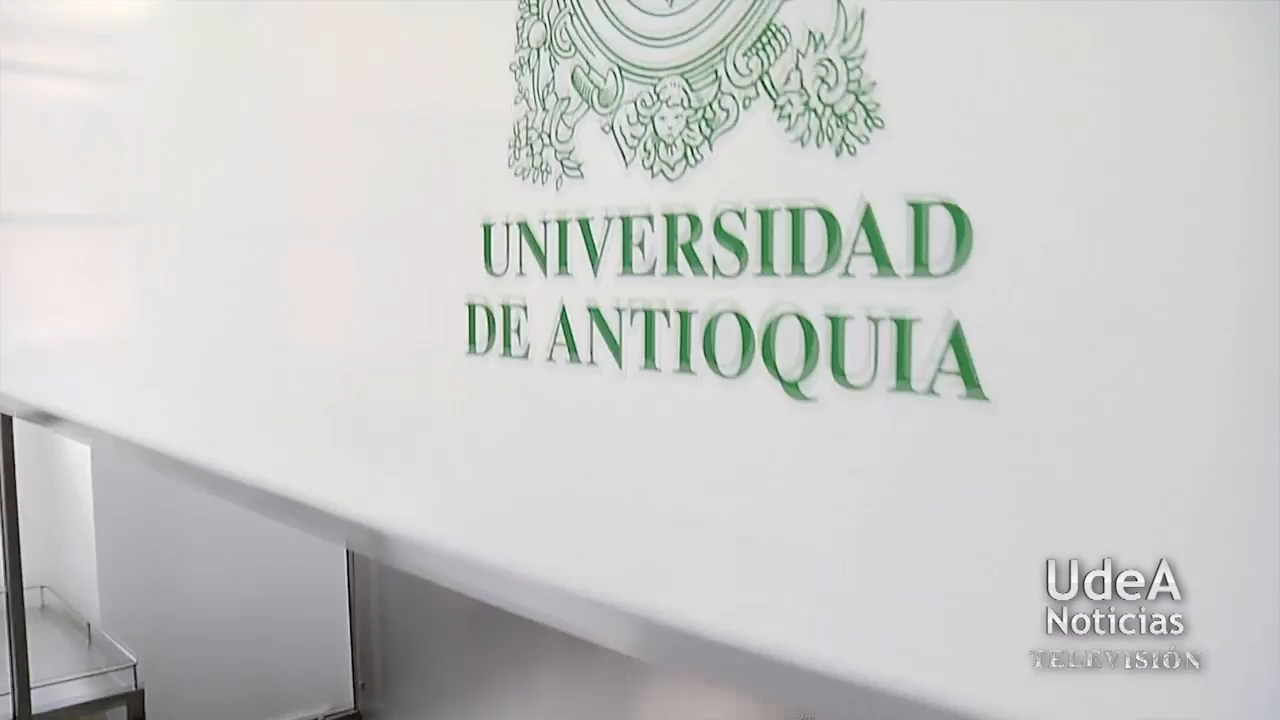 UNIVERSIDAD
DE ANTIOQUIA
UdeA
Noticias
TELEVISIÓN